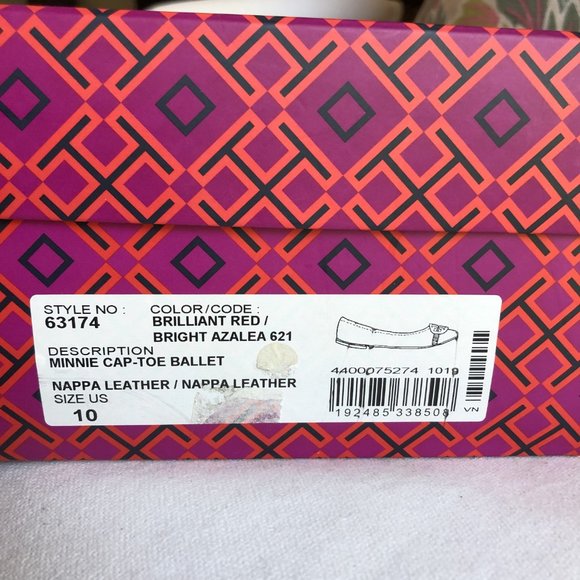 STYLE NO : COLOR/CODE :
63174 BRILLIANT RED /
BRIGHT AZALEA 621
DESCRIPTION
MINNIE CAP-TOE BALLET
NAPPA LEATHER / NAPPA LEATHER
SIZE US
10
4400075274 1019
192485 338508
VN